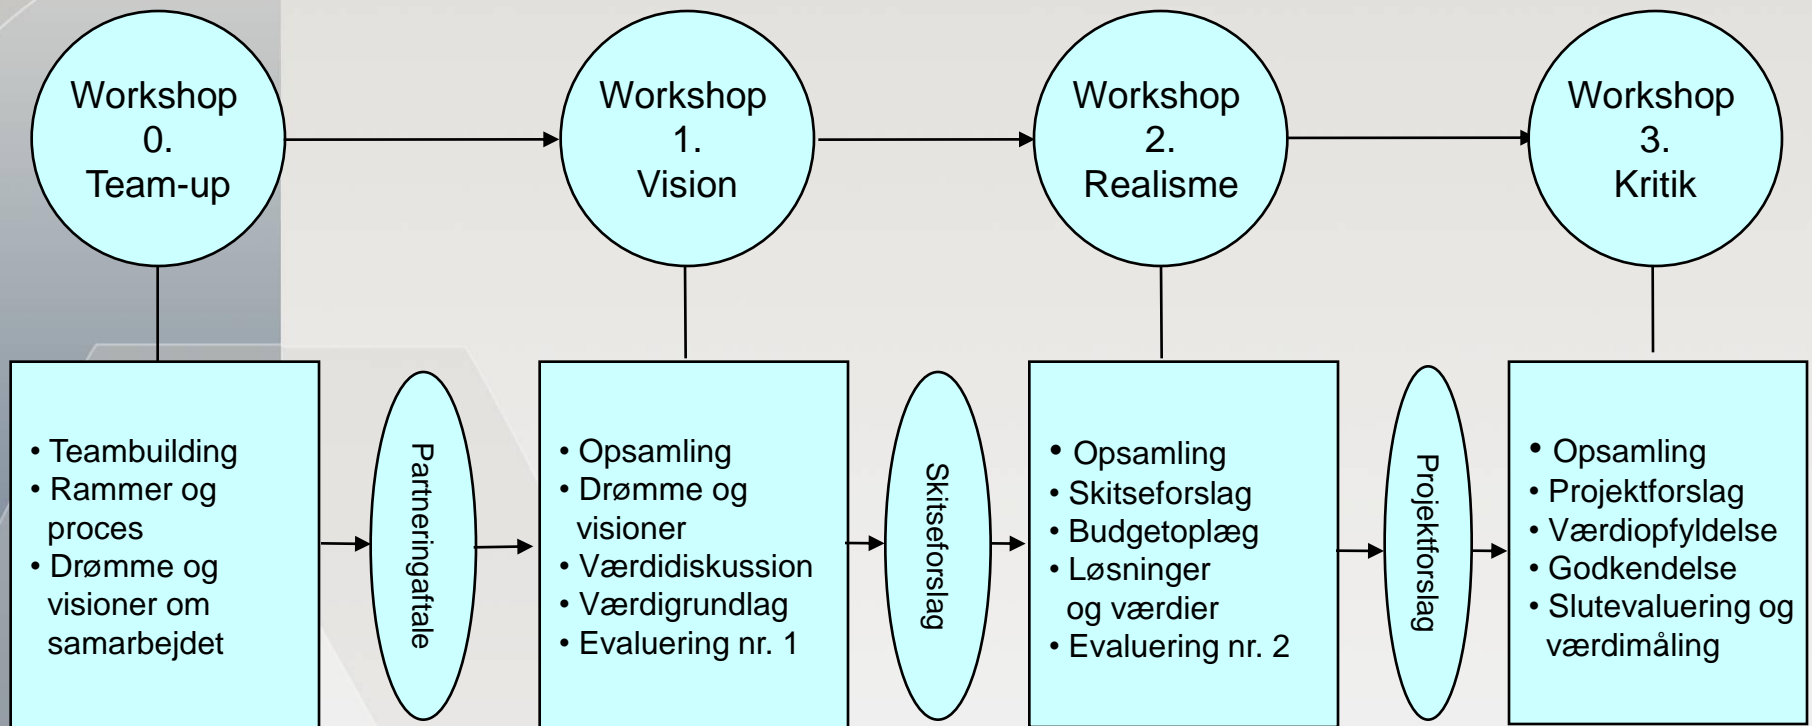 Workshop
0.
Team-up
Workshop
1.
Vision
Workshop
2.
Realisme
Workshop
3.
Kritik
• Teambuilding
• Rammer og
proces
• Drømme og
visioner om
samarbejdet
Partneringaftale
• Opsamling
• Drømme og
visioner
• Værdidiskussion
• Værdigrundlag
• Evaluering nr. 1
Skitseforslag
• Opsamling
• Skitseforslag
• Budgetoplæg
• Løsninger
og værdier
• Evaluering nr. 2
Projektforslag
• Opsamling
• Projektforslag
• Værdiopfyldelse
• Godkendelse
• Slutevaluering og
værdimåling